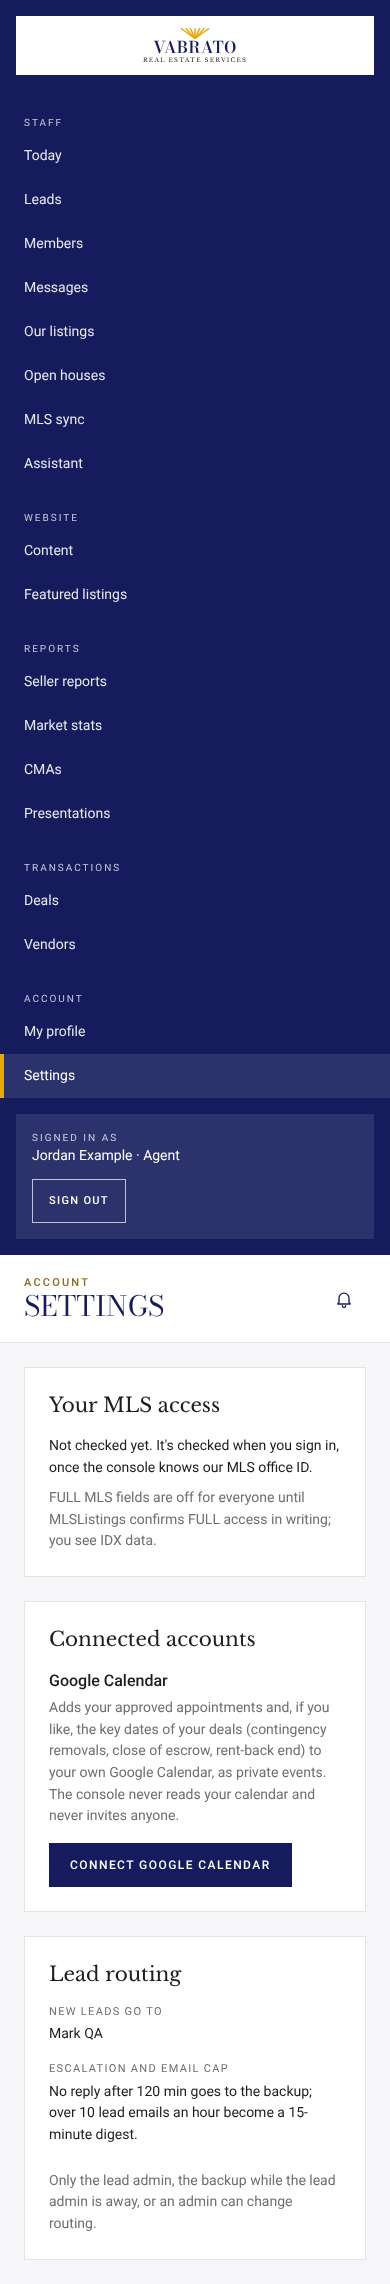 VABRATO
REAL ESTATE SERVICES
STAFF
Today
Leads
Members
Messages
Our listings
Open houses
MLS sync
Assistant
WEBSITE
Content
Featured listings
REPORTS
Seller reports
Market stats
CMAs
Presentations
TRANSACTIONS
Deals
Vendors
ACCOUNT
My profile
Settings
SIGNED IN AS
Jordan Example · Agent
SIGN OUT
ACCOUNT
SETTINGS
Your MLS access
Not checked yet. It's checked when you sign in,
once the console knows our MLS office ID.
FULL MLS fields are off for everyone until
MLSListings confirms FULL access in writing;
you see IDX data.
Connected accounts
Google Calendar
Adds your approved appointments and, if you
like, the key dates of your deals (contingency
removals, close of escrow, rent-back end) to
your own Google Calendar, as private events.
The console never reads your calendar and
never invites anyone.
CONNECT GOOGLE CALENDAR
Lead routing
NEW LEADS GO TO
Mark QA
ESCALATION AND EMAIL CAP
No reply after 120 min goes to the backup;
over 10 lead emails an hour become a 15-
minute digest.
Only the lead admin, the backup while the lead
admin is away, or an admin can change
routing.